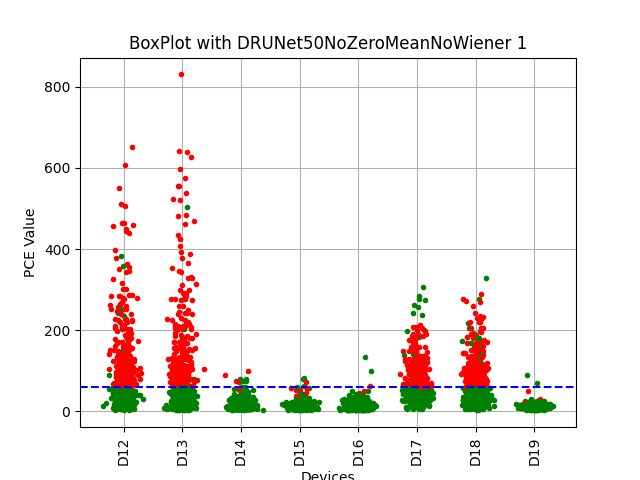 BoxPlot with DRUNet50NoZeroMeanNoWiener 1
PCE Value
800
600
400
200
0
D12 D13 D14 D15 D16 D17 D18 D19
Devices